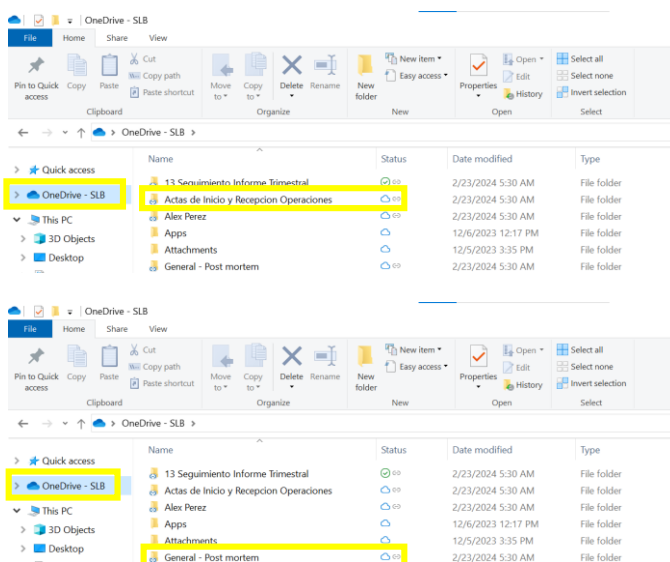 OneDrive - SLB
File Home Share View
Pin to Quick access Copy Paste Cut Copy path Paste shortcut Move to Copy to Delete Rename New folder New item Easy access Properties Open Edit History Select all Select none Invert selection
Clipboard Organize New Open Select
OneDrive - SLB
Name Status Date modified Type
Quick access
OneDrive - SLB
This PC
3D Objects
Desktop
13 Seguimiento Informe Trimestral 2/23/2024 5:30 AM File folder
Actas de Inicio y Recepcion Operaciones 2/23/2024 5:30 AM File folder
Alex Perez 2/23/2024 5:30 AM File folder
Apps 12/6/2023 12:17 PM File folder
Attachments 12/5/2023 3:35 PM File folder
General - Post mortem 2/23/2024 5:30 AM File folder
OneDrive - SLB
File Home Share View
Pin to Quick access Copy Paste Cut Copy path Paste shortcut Move to Copy to Delete Rename New folder New item Easy access Properties Open Edit History Select all Select none Invert selection
Clipboard Organize New Open Select
OneDrive - SLB
Name Status Date modified Type
Quick access
OneDrive - SLB
This PC
3D Objects
Desktop
13 Seguimiento Informe Trimestral 2/23/2024 5:30 AM File folder
Actas de Inicio y Recepcion Operaciones 2/23/2024 5:30 AM File folder
Alex Perez 2/23/2024 5:30 AM File folder
Apps 12/6/2023 12:17 PM File folder
Attachments 12/5/2023 3:35 PM File folder
General - Post mortem 2/23/2024 5:30 AM File folder